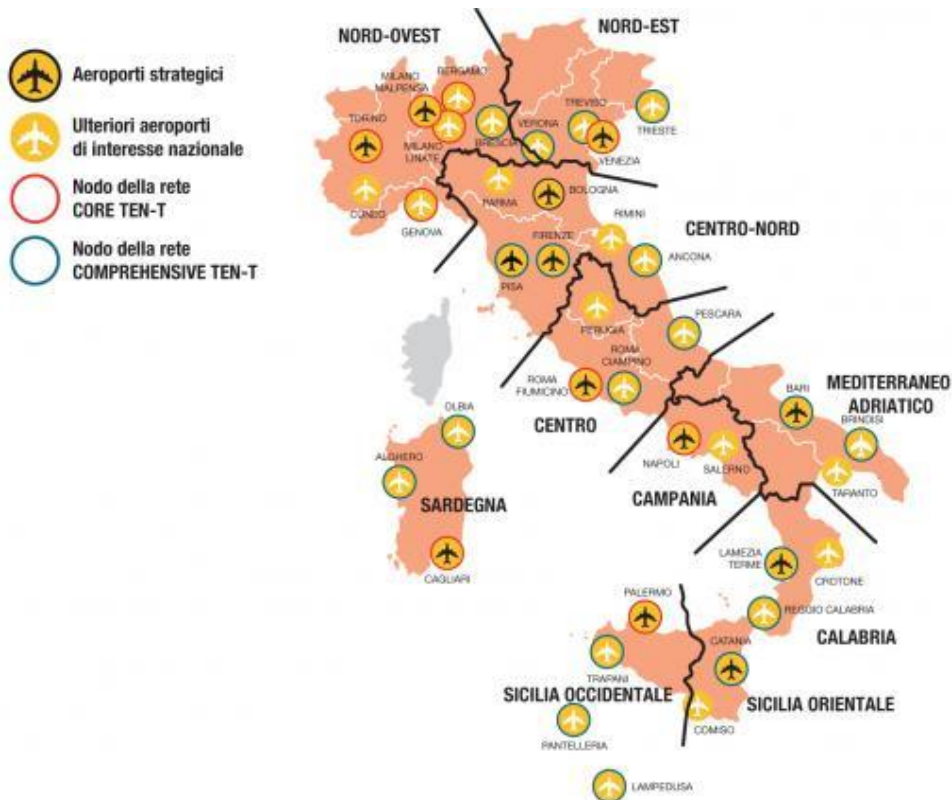 Aeroporti strategici
Ulteriori aeroporti
di interesse nazionale
Nodo della rete
CORE TEN-T
Nodo della rete
COMPREHENSIVE TEN-T
NORD-OVEST
NORD-EST
BERGAMO
MILANO
MALPENSA
TORINO
MILANO
LINATE
BRESCIA
VERONA
TREVISO
TRIESTE
VENEZIA
CUNEO
GENOVA
PARMA
BOLOGNA
RIMINI
FIRENZE
CENTRO-NORD
ANCONA
PISA
PERUGIA
PESCARA
ROMA
CIAMPINO
ROMA
FIUMICINO
CENTRO
BARI
MEDITERRANEO
ADRIATICO
BRINDISI
NAPOLI
SALERNO
TARANTO
CAMPANIA
OLBIA
ALGHERO
SARDEGNA
CAGLIARI
LAMEZIA
TERME
CROTONE
REGGIO CALABRIA
CALABRIA
PALERMO
CATANIA
TRAPANI
SICILIA OCCIDENTALE
SICILIA ORIENTALE
COMISO
PANTELLERIA
LAMPEDUSA